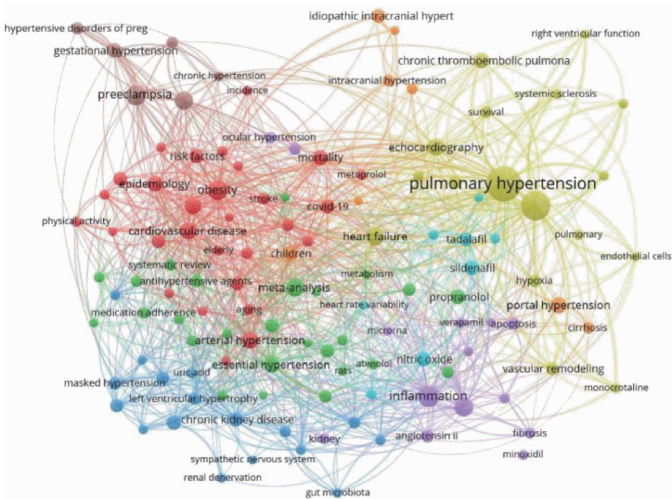 idiopathic intracranial hypert
hypertensive disorders of preg
right ventricular function
gestational hypertension
chronic thromboembolic pulmona
chronic hypertension
intracranial hypertension
incidence
preeclampsia
systemic sclerosis
survival
ocular hypertension
echocardiography
risk factors
mortality
metoprolol
pulmonary hypertension
epidemiology
obesity
stroke
covid-19
physical activity
cardiovascular disease
heart failure
pulmonary
tadalafil
elderly
children
endothelial cells
systematic review
sildenafil
metabolism
antihypertensive agents
meta-analysis
hypoxia
propranolol
heart rate variability
portal hypertension
aging
medication adherence
verapamil
apoptosis
microrna
cirrhosis
arterial hypertension
nitric oxide
essential hypertension
atenolol
vascular remodeling
uric acid
rats
masked hypertension
monocrotaline
inflammation
left ventricular hypertrophy
chronic kidney disease
fibrosis
kidney
angiotensin ii
minoxidil
sympathetic nervous system
renal denervation
gut microbiota